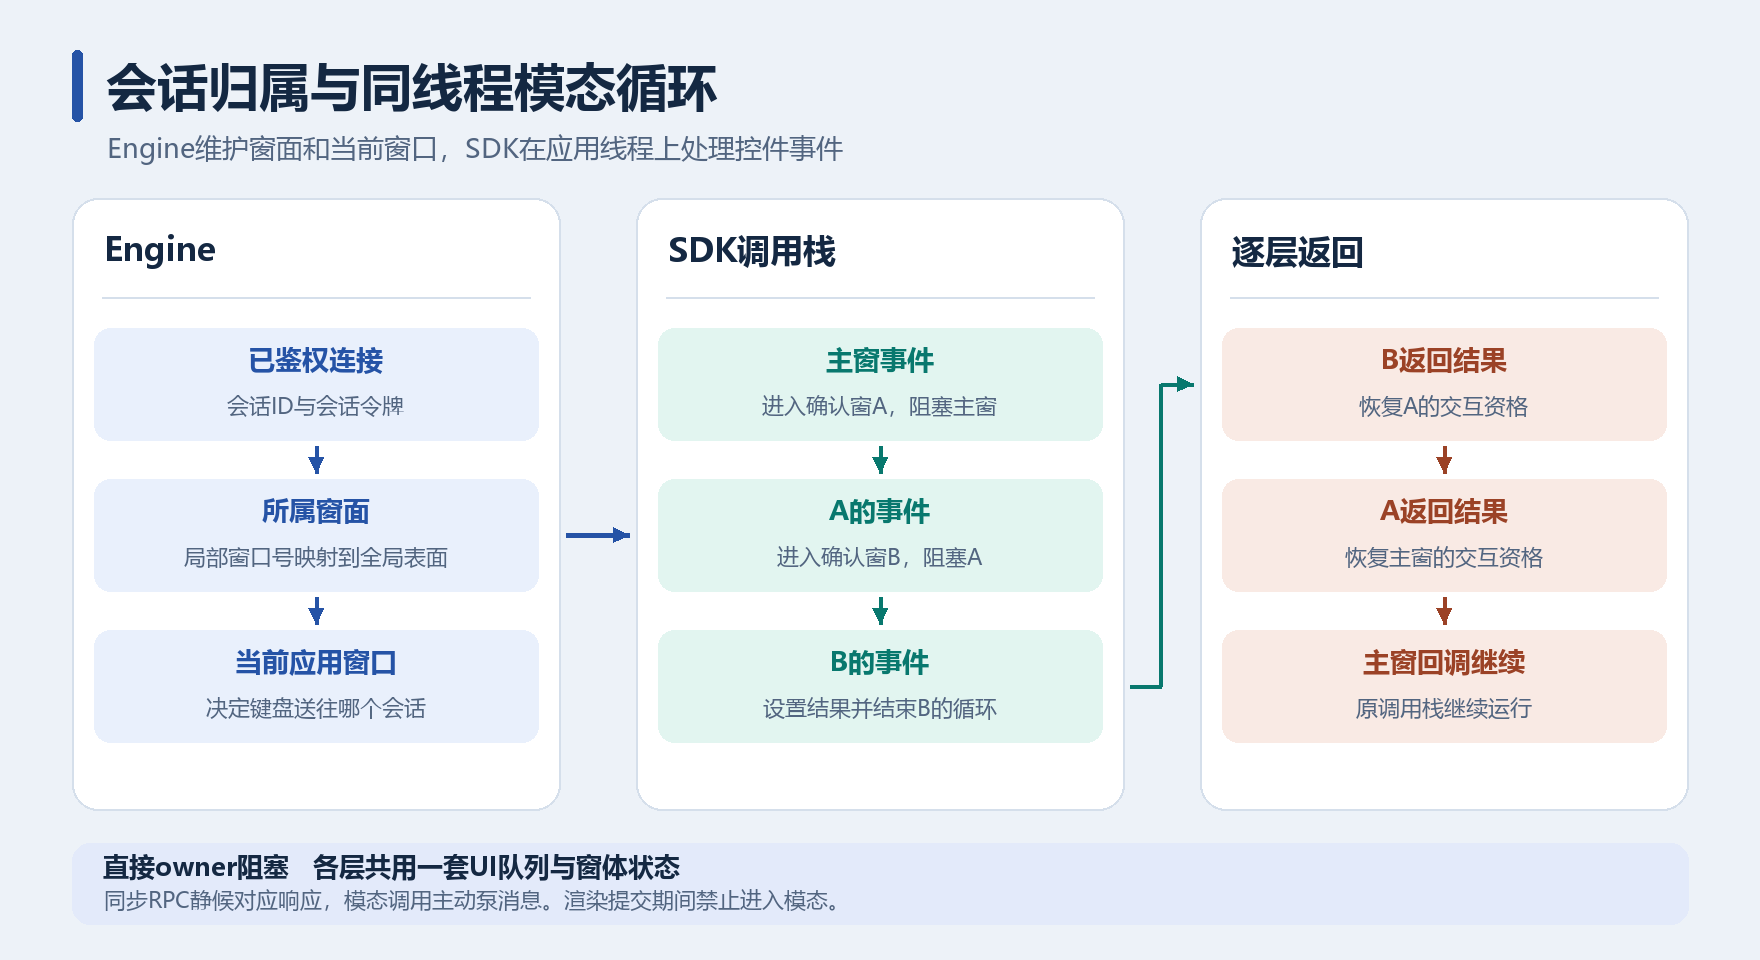 会话归属与同线程模态循环
Engine维护窗面和当前窗口，SDK在应用线程上处理控件事件
Engine
已鉴权连接
会话ID与会话令牌
所属窗面
局部窗口号映射到全局表面
当前应用窗口
决定键盘送往哪个会话
SDK调用栈
主窗事件
进入确认窗A，阻塞主窗
A的事件
进入确认窗B，阻塞A
B的事件
设置结果并结束B的循环
逐层返回
B返回结果
恢复A的交互资格
A返回结果
恢复主窗的交互资格
主窗回调继续
原调用栈继续运行
直接owner阻塞 各层共用一套UI队列与窗体状态
同步RPC静候对应响应，模态调用主动泵消息。渲染提交期间禁止进入模态。